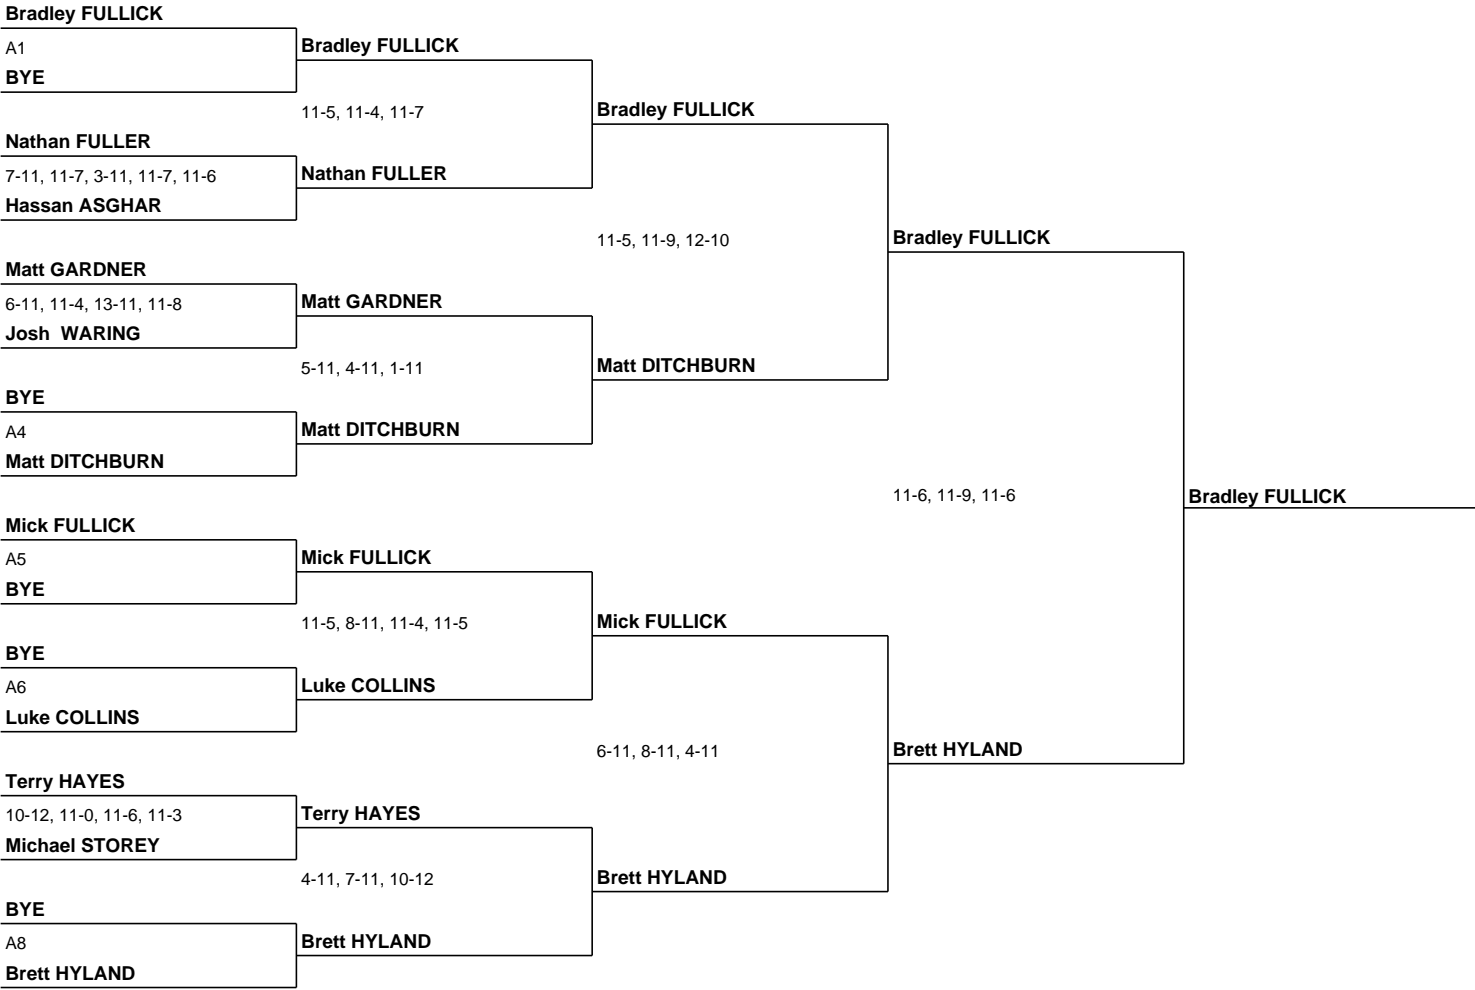 Bradley FULLICK
A1
BYE
Nathan FULLER
7-11, 11-7, 3-11, 11-7, 11-6
Hassan ASGHAR
Matt GARDNER
6-11, 11-4, 13-11, 11-8
Josh  WARING
BYE
A4
Matt DITCHBURN
Mick FULLICK
A5
BYE
BYE
A6
Luke COLLINS
Terry HAYES
10-12, 11-0, 11-6, 11-3
Michael STOREY
BYE
A8
Brett HYLAND
Bradley FULLICK
11-5, 11-4, 11-7
Nathan FULLER
Matt GARDNER
5-11, 4-11, 1-11
Matt DITCHBURN
Mick FULLICK
11-5, 8-11, 11-4, 11-5
Luke COLLINS
Terry HAYES
4-11, 7-11, 10-12
Brett HYLAND
Bradley FULLICK
11-5, 11-9, 12-10
Matt DITCHBURN
Mick FULLICK
6-11, 8-11, 4-11
Brett HYLAND
Bradley FULLICK
11-6, 11-9, 11-6
Brett HYLAND
Bradley FULLICK